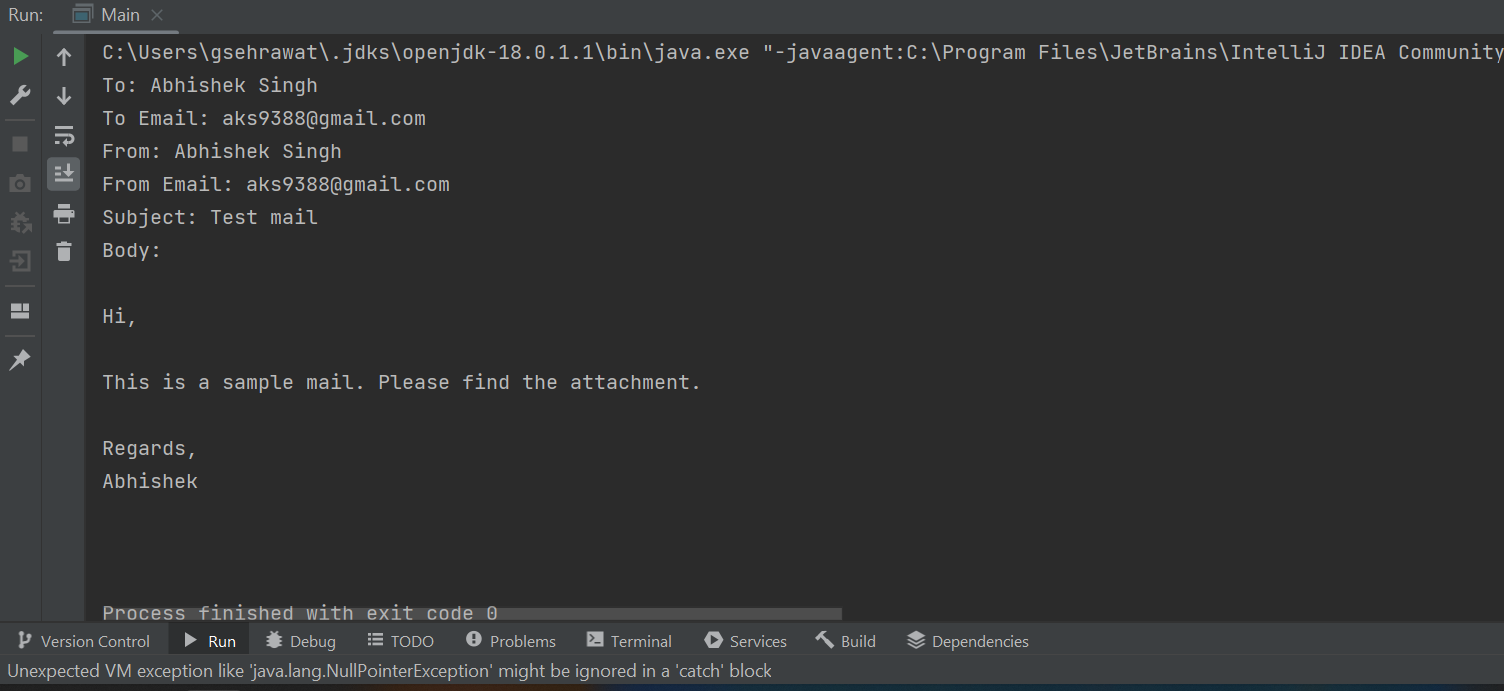 Run: Main
C:\Users\gsehrawat\.jdks\openjdk-18.0.1.1\bin\java.exe "-javaagent:C:\Program Files\JetBrains\IntelliJ IDEA Community
To: Abhishek Singh
To Email: aks9388@gmail.com
From: Abhishek Singh
From Email: aks9388@gmail.com
Subject: Test mail
Body:
Hi,
This is a sample mail. Please find the attachment.
Regards,
Abhishek
Process finished with exit code 0
Version Control Run Debug TODO Problems Terminal Services Build Dependencies
Unexpected VM exception like 'java.lang.NullPointerException' might be ignored in a 'catch' block